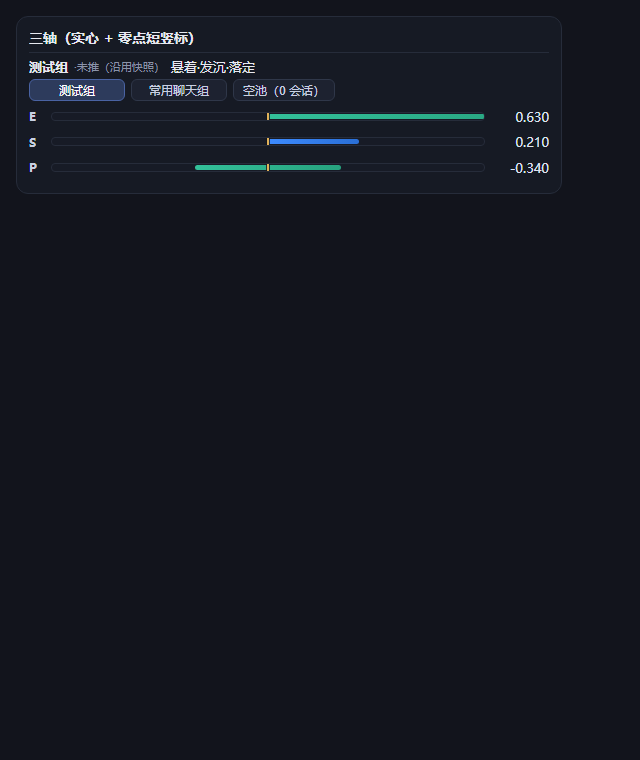 三轴（实心 + 零点短竖标）
测试组 ·未推（沿用快照） 悬着·发沉·落定
测试组 常用聊天组 空池（0 会话）
E 0.630
S 0.210
P -0.340